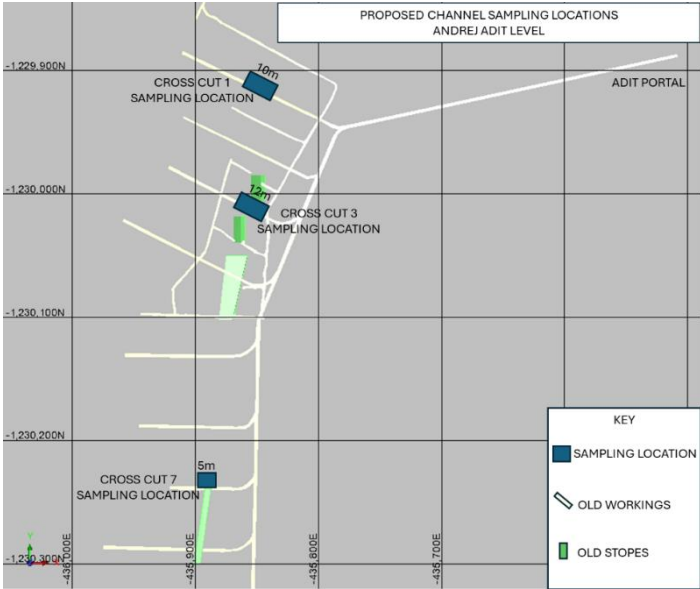 PROPOSED CHANNEL SAMPLING LOCATIONS
ANDREJ ADIT LEVEL
-1,229,900N
10m
CROSS CUT 1
SAMPLING LOCATION
ADIT PORTAL
-1,230,000N
12m
CROSS CUT 3
SAMPLING LOCATION
-1,230,100N
-1,230,200N
5m
CROSS CUT 7
SAMPLING LOCATION
-1,230,300N
-436,000E
-435,900E
-435,800E
-435,700E
KEY
SAMPLING LOCATION
OLD WORKINGS
OLD STOPES